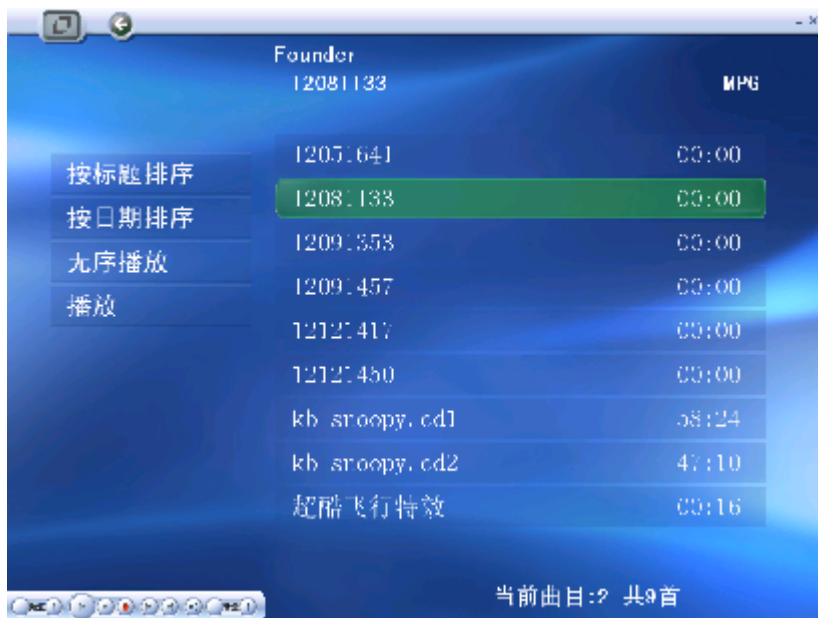 Founder
12081133
MPG
按标题排序
按日期排序
无序播放
播放
12051641 00:00
12081133 00:00
12091353 00:00
12091457 00:00
12121417 00:00
12121450 00:00
kb snoopy.cd1 58:24
kb snoopy.cd2 47:10
超酷飞行特效 00:16
当前曲目:2 共9首